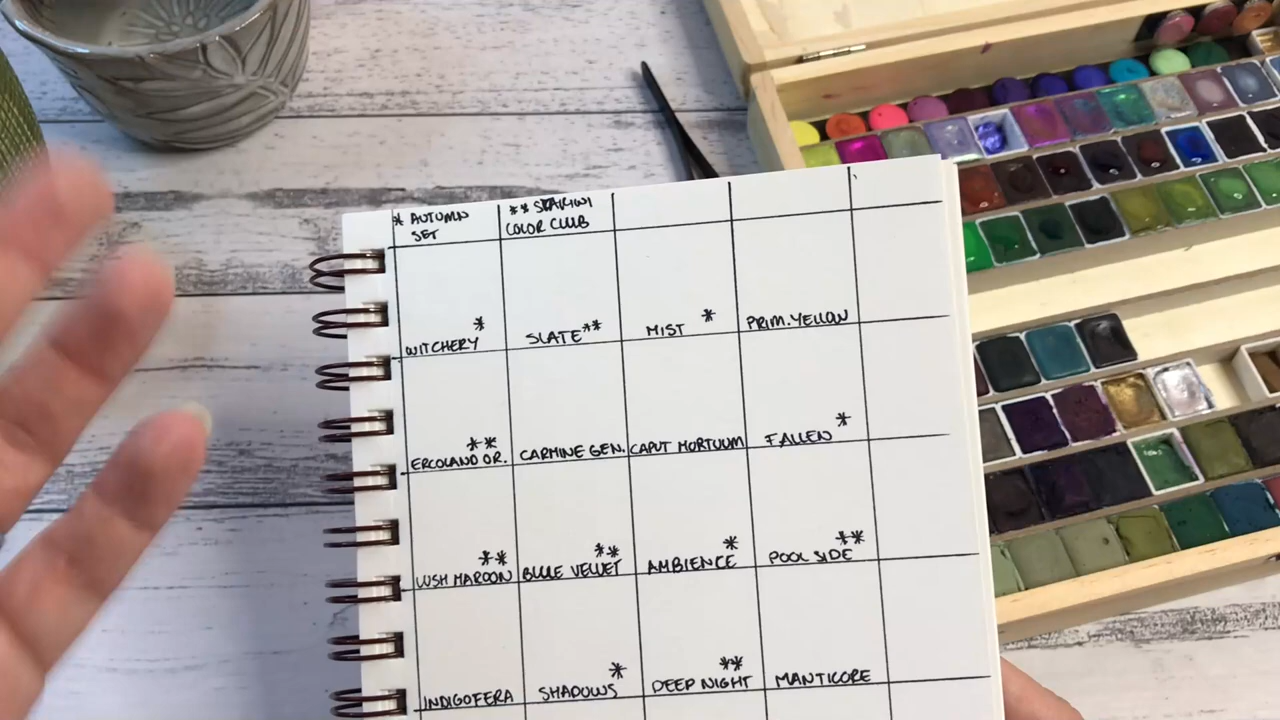 * AUTUMN
SET
** STAKIWI
COLOR CLUB
WITCHERY *
SLATE **
MIST *
PRIM. YELLOW
ERCOLANO OR. **
CARMINE GEN.
CAPUT MORTUUM
FALLEN *
LUSH MAROON **
BLUE VELVET **
AMBIENCE *
POOL SIDE **
INDIGOFERA
SHADOWS *
DEEP NIGHT **
MANTICORE